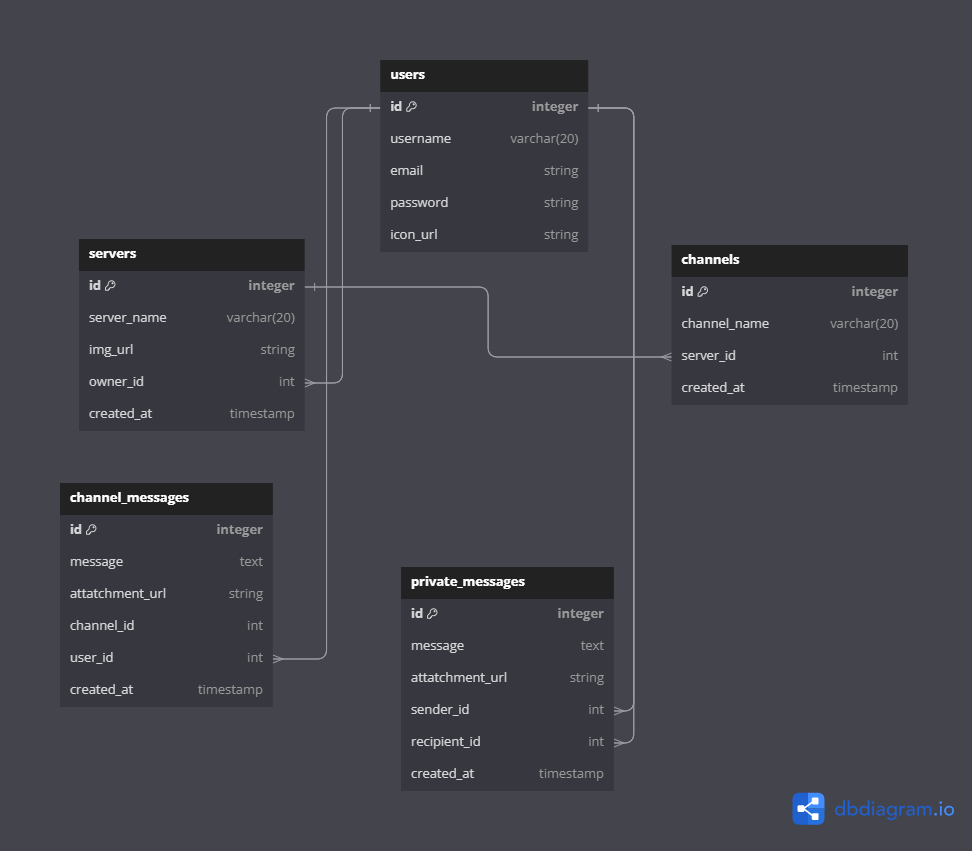 users
id integer
username varchar(20)
email string
password string
icon_url string
servers
id integer
server_name varchar(20)
img_url string
owner_id int
created_at timestamp
channels
id integer
channel_name varchar(20)
server_id int
created_at timestamp
channel_messages
id integer
message text
attatchment_url string
channel_id int
user_id int
created_at timestamp
private_messages
id integer
message text
attatchment_url string
sender_id int
recipient_id int
created_at timestamp
dbdiagram.io